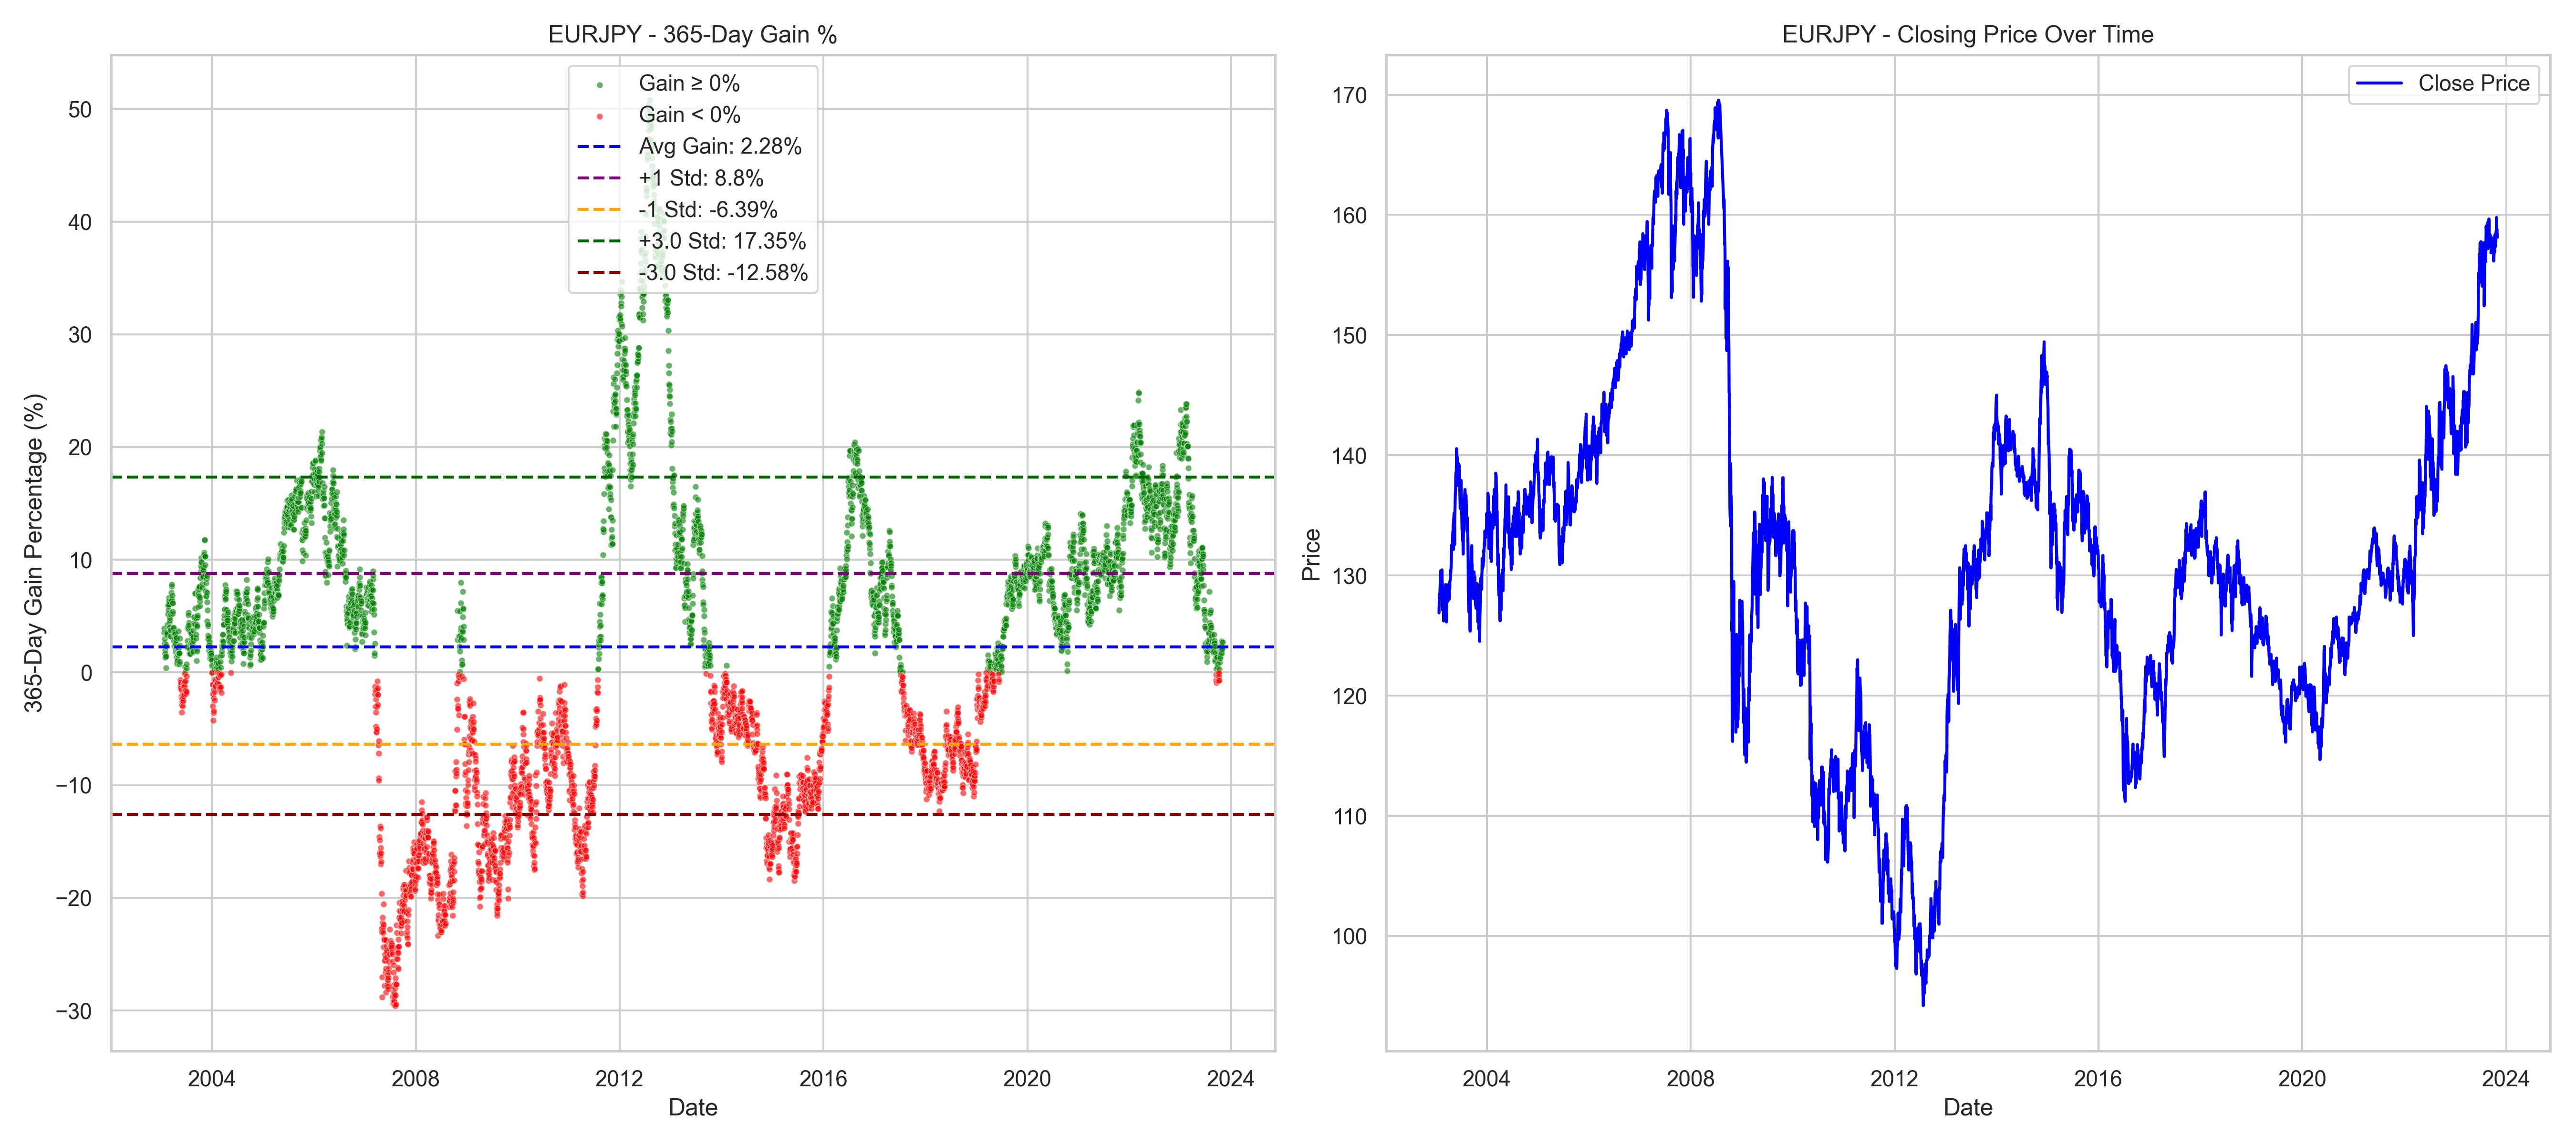 EURJPY - 365-Day Gain %
Gain ≥ 0%
Gain < 0%
Avg Gain: 2.28%
+1 Std: 8.8%
-1 Std: -6.39%
+3.0 Std: 17.35%
-3.0 Std: -12.58%
365-Day Gain Percentage (%)
50
40
30
20
10
0
−10
−20
−30
2004
2008
2012
2016
2020
2024
Date
EURJPY - Closing Price Over Time
Close Price
Price
170
160
150
140
130
120
110
100
2004
2008
2012
2016
2020
2024
Date